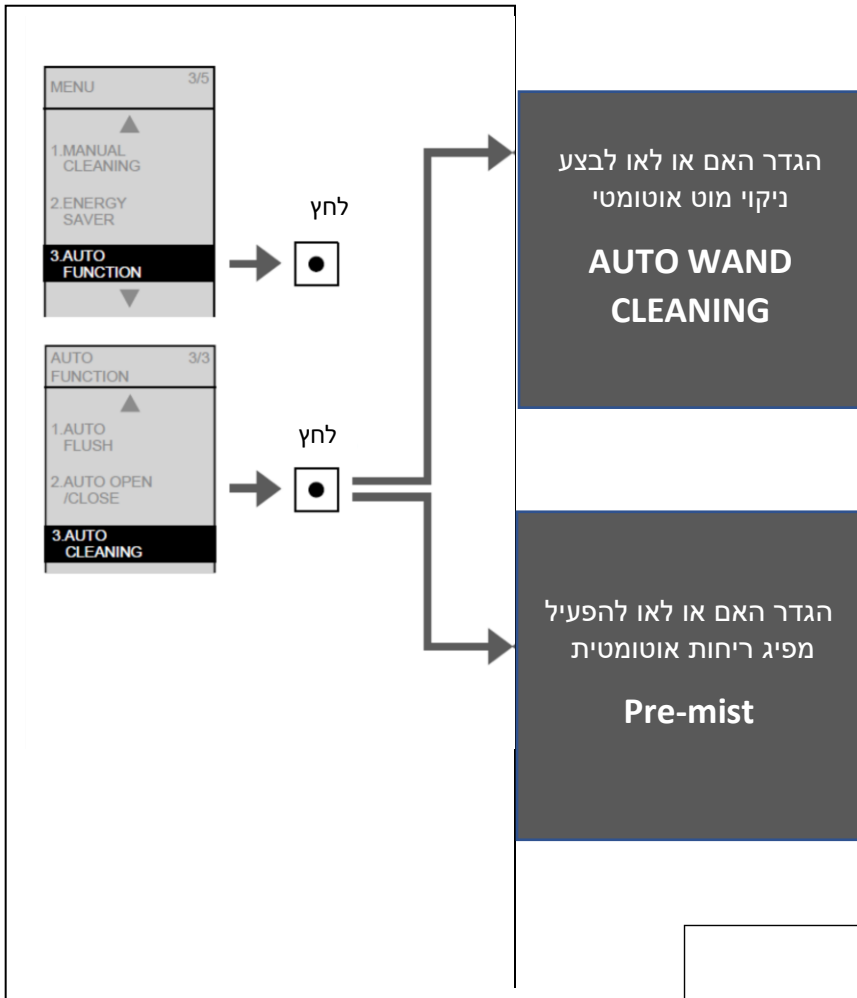 MENU 3/5
1.MANUAL
CLEANING
2.ENERGY
SAVER
3.AUTO
FUNCTION
לחץ
AUTO 3/3
FUNCTION
1.AUTO
FLUSH
2.AUTO OPEN
/CLOSE
3.AUTO
CLEANING
לחץ
הגדר האם או לאו לבצע
ניקוי מוט אוטומטי
AUTO WAND
CLEANING
הגדר האם או לאו להפעיל
מפיג ריחות אוטומטית
Pre-mist